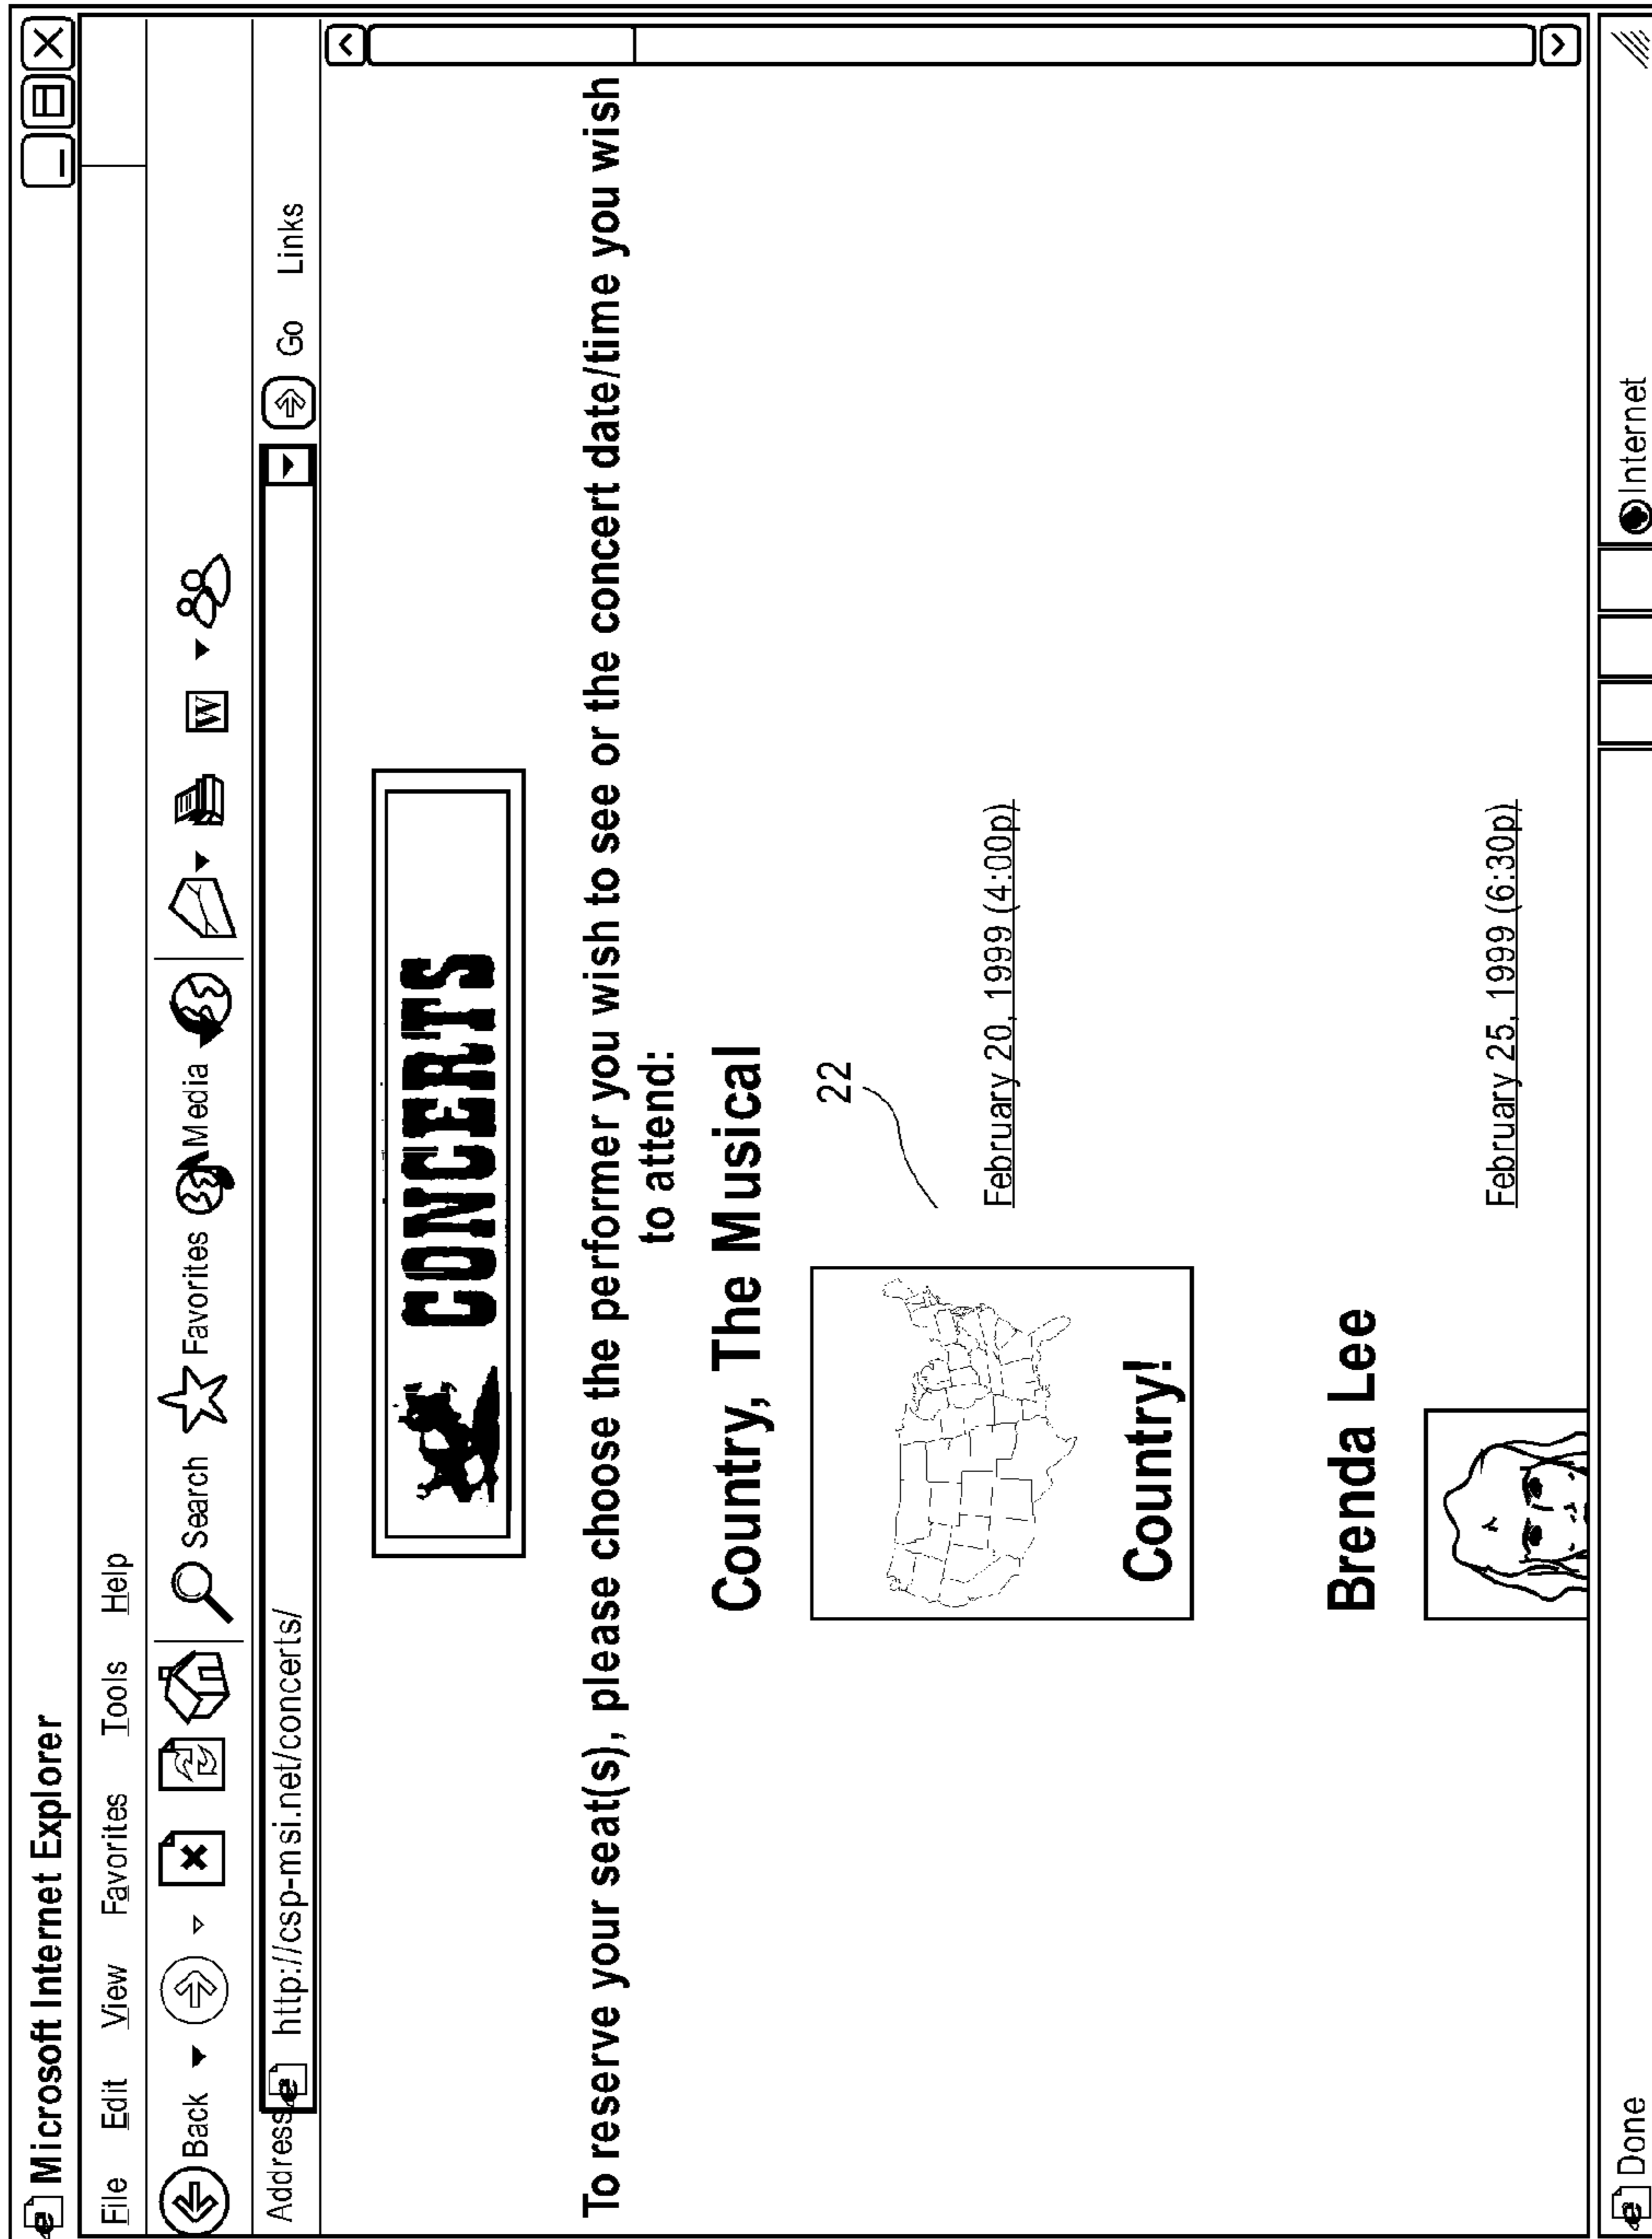 Microsoft Internet Explorer
File Edit View Favorites Tools Help
Back Search Favorites Media W
Address http://csp-msi.net/concerts/ Go Links
CONCERTS
To reserve your seat(s), please choose the performer you wish to see or the concert date/time you wish
to attend:
Country, The Musical
22
February 20, 1999 (4:00p)
Country!
Brenda Lee
February 25, 1999 (6:30p)
Done Internet